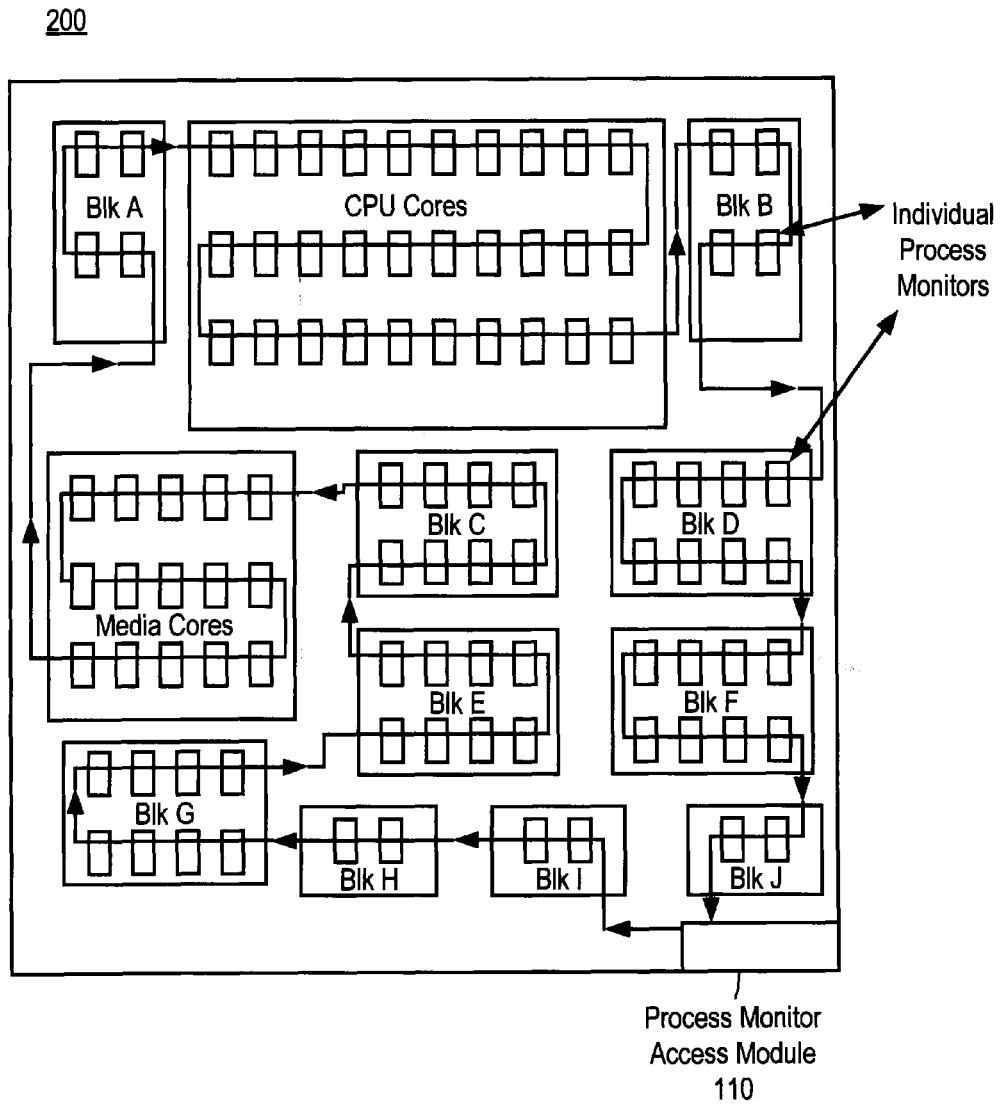 200
Blk A
CPU Cores
Blk B
Individual
Process
Monitors
Blk C
Blk D
Media Cores
Blk E
Blk F
Blk G
Blk H
Blk I
Blk J
Process Monitor
Access Module
110